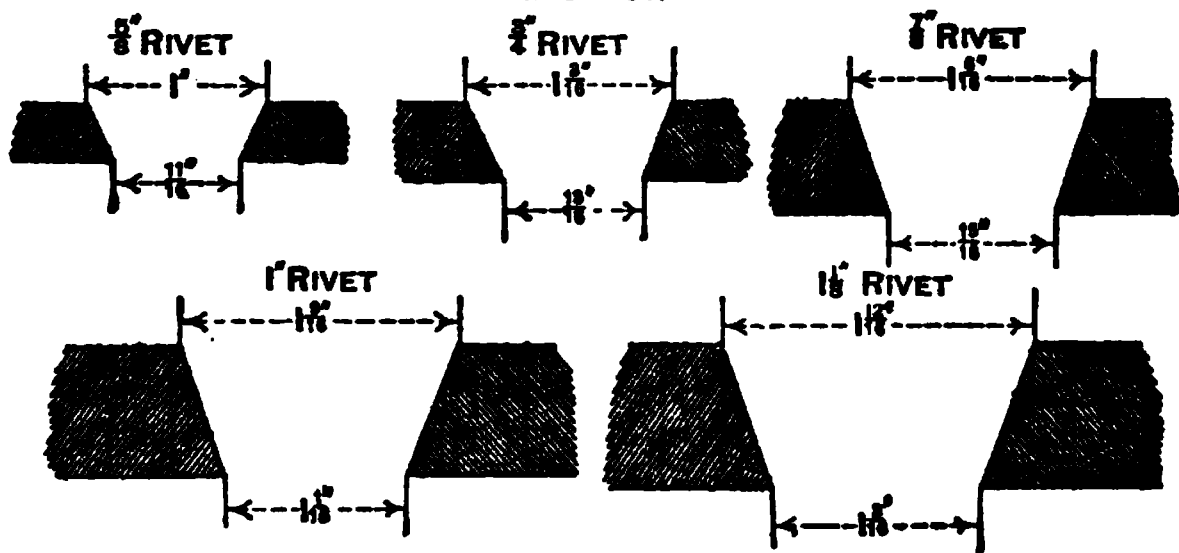 5/8" RIVET
1"
11/16"
3/4" RIVET
1 3/16"
13/16"
7/8" RIVET
1 6/16"
15/16"
1" RIVET
1 9/16"
1 1/16"
1 1/8" RIVET
1 12/16"
1 3/16"